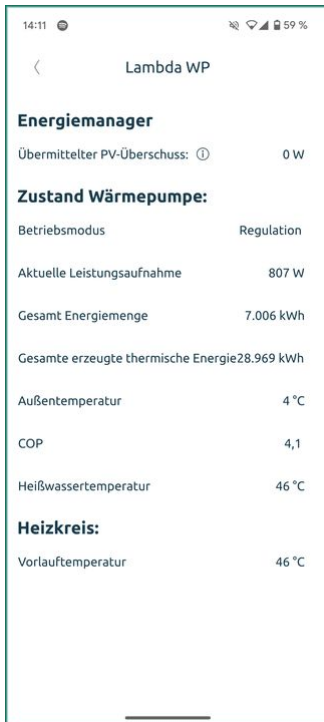 14:11 59 %
Lambda WP
Energiemanager
Übermittelter PV-Überschuss: 0 W
Zustand Wärmepumpe:
Betriebsmodus Regulation
Aktuelle Leistungsaufnahme 807 W
Gesamt Energiemenge 7.006 kWh
Gesamte erzeugte thermische Energie28.969 kWh
Außentemperatur 4 °C
COP 4,1
Heißwassertemperatur 46 °C
Heizkreis:
Vorlauftemperatur 46 °C